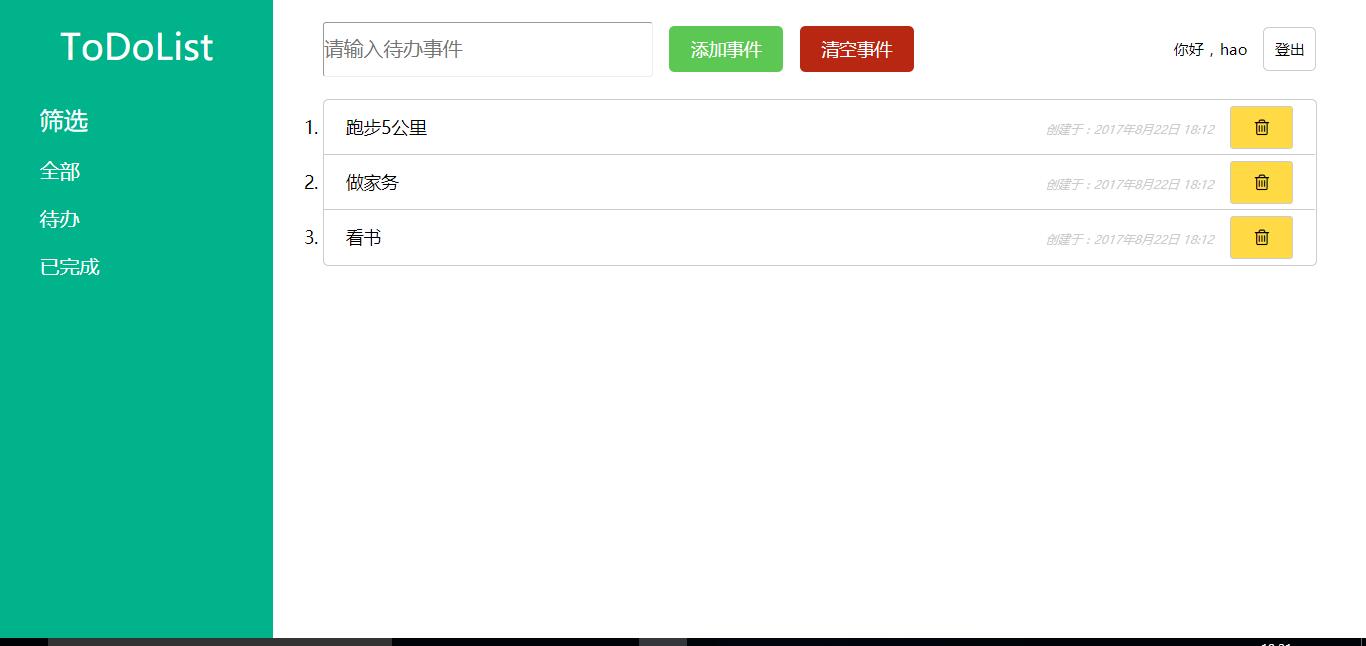 ToDoList
筛选
全部
待办
已完成
请输入待办事件 添加事件 清空事件 你好，hao 登出
1. 跑步5公里 创建于：2017年8月22日 18:12
2. 做家务 创建于：2017年8月22日 18:12
3. 看书 创建于：2017年8月22日 18:12